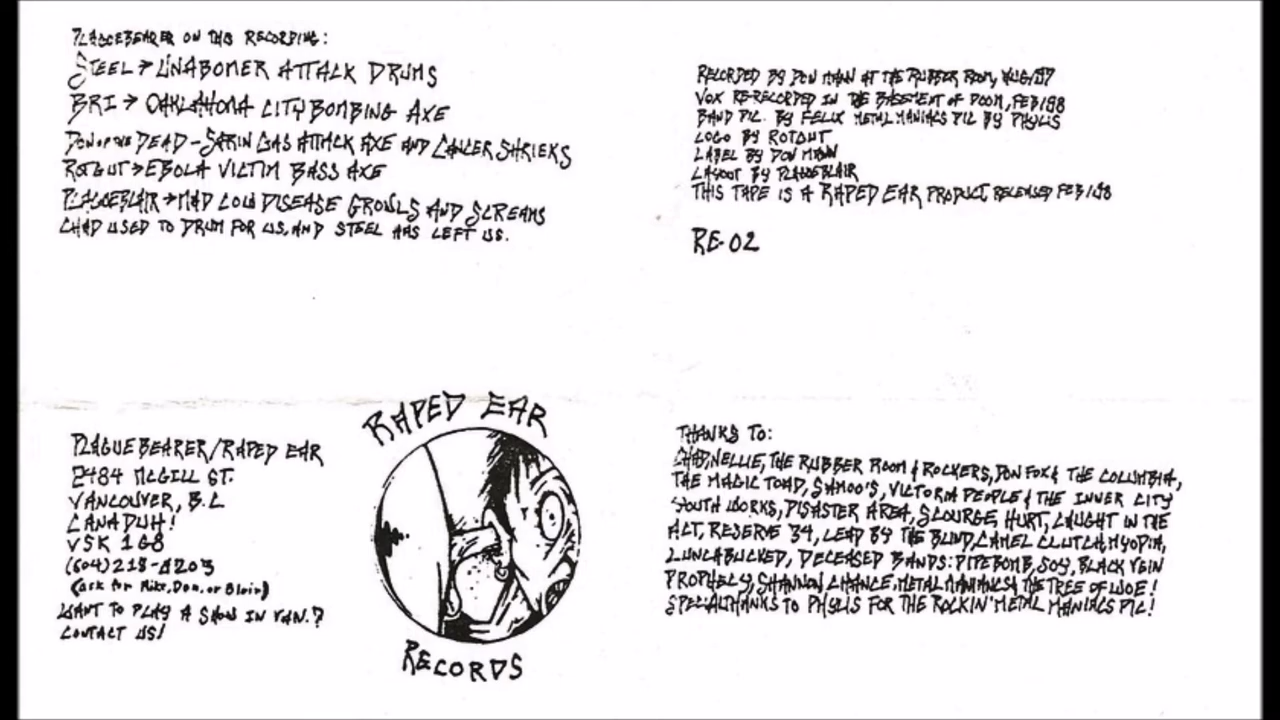 PLAGUEBEARER ON THIS RECORDING:
STEEL → UNABOMER ATTACK DRUMS
BRI → OAKLAHOMA CITY BOMBING AXE
DON OF THE DEAD - SARIN GAS ATTACK AXE AND CANCER SHRIEKS
ROTGUT → EBOLA VICTIM BASS AXE
PLAGUEBLAIR → MAD COW DISEASE GROWLS AND SCREAMS
CHAD USED TO DRUM FOR US, AND STEEL HAS LEFT US.
RECORDED BY DON MANN AT THE RUBBER ROOM, AUG/97
VOX RE-RECORDED IN THE BASEMENT OF DOOM, FEB/98
BAND PIC. BY FELIX METAL MANIACS PIC BY PHYLIS
LOGO BY ROTGUT
LABEL BY DON MANN
LAYOUT BY PLAGUEBLAIR
THIS TAPE IS A RAPED EAR PRODUCT, RELEASED FEB/98
RE-02
PLAGUEBEARER/RAPED EAR
2484 MCGILL ST.
VANCOUVER, B.C
CANADUH!
V5K 1G8
(604)
(ask for Mike, Don, or Blair)
WANT TO PLAY A SHOW IN VAN.?
CONTACT US!
RAPED EAR
RECORDS
THANKS TO:
CHAD, NELLIE, THE RUBBER ROOM & ROCKERS, DON FOX & THE COLUMBIA,
THE MAGIC TOAD, SAMOO'S, VICTORIA PEOPLE & THE INNER CITY
YOUTH WORKS, DISASTER AREA, SCOURGE, HURT, CAUGHT IN THE
ACT, RESERVE 34, LEAD BY THE BLIND, CAMEL CLUTCH, MYOPIA,
DECEASED BANDS: PIPEBOMB, SOY, BLACK VEIN
PROPHECY, SHANNON CHANCE, METAL MANIACS & THE TREE OF WOE!
SPECIAL THANKS TO PHYLIS FOR THE ROCKIN' METAL MANIACS PIC!